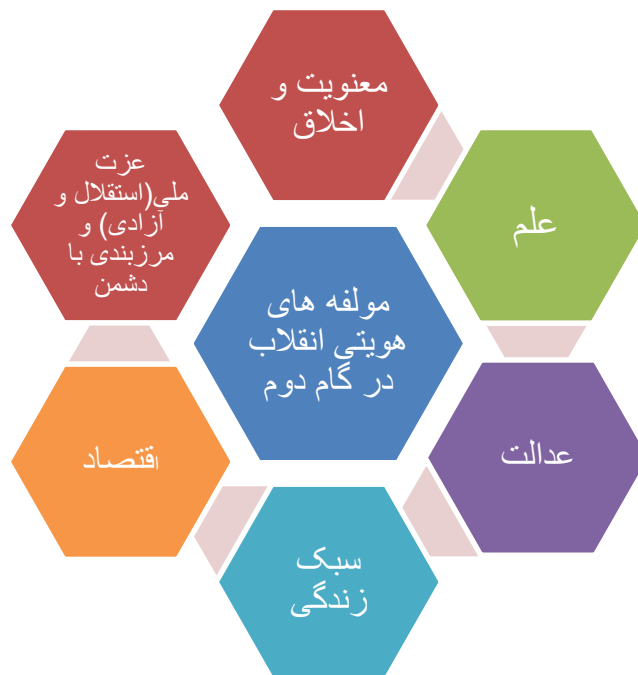 معنویت و
اخلاق
علم
عدالت
سبک
زندگی
اقتصاد
عزت
ملی(استقلال و
آزادی) و
مرزبندی با
دشمن
مولفه های
هویتی انقلاب
در گام دوم